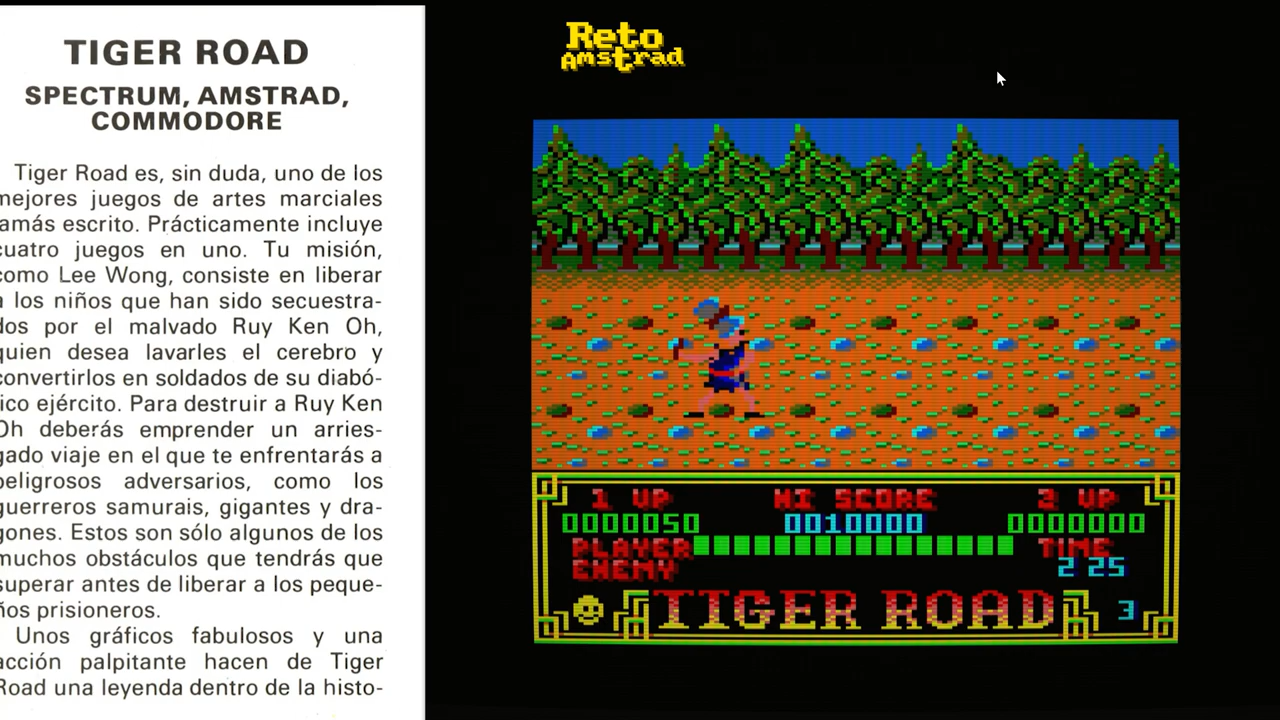 TIGER ROAD
SPECTRUM, AMSTRAD,
COMMODORE
Tiger Road es, sin duda, uno de los
mejores juegos de artes marciales
amás escrito. Prácticamente incluye
cuatro juegos en uno. Tu misión,
como Lee Wong, consiste en liberar
a los niños que han sido secuestra-
dos por el malvado Ruy Ken Oh,
quien desea lavarles el cerebro y
convertirlos en soldados de su diabó-
ico ejército. Para destruir a Ruy Ken
Oh deberás emprender un arries-
gado viaje en el que te enfrentarás a
peligrosos adversarios, como los
guerreros samurais, gigantes y dra-
gones. Estos son sólo algunos de los
muchos obstáculos que tendrás que
superar antes de liberar a los peque-
ños prisioneros.
Unos gráficos fabulosos y una
acción palpitante hacen de Tiger
Road una leyenda dentro de la histo-
Reto
Amstrad
1 UP HI SCORE 2 UP
0000050 0010000 0000000
PLAYER TIME
ENEMY 2 25
TIGER ROAD 3